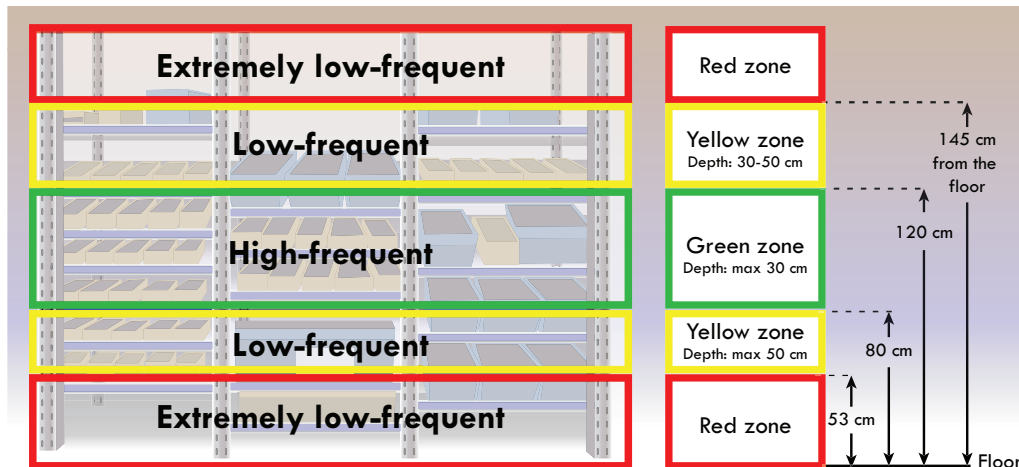 Extremely low-frequent
Red zone
Low-frequent
Yellow zone
Depth: 30-50 cm
145 cm
from the
floor
High-frequent
Green zone
Depth: max 30 cm
120 cm
Low-frequent
Yellow zone
Depth: max 50 cm
80 cm
Extremely low-frequent
Red zone
53 cm
Floor